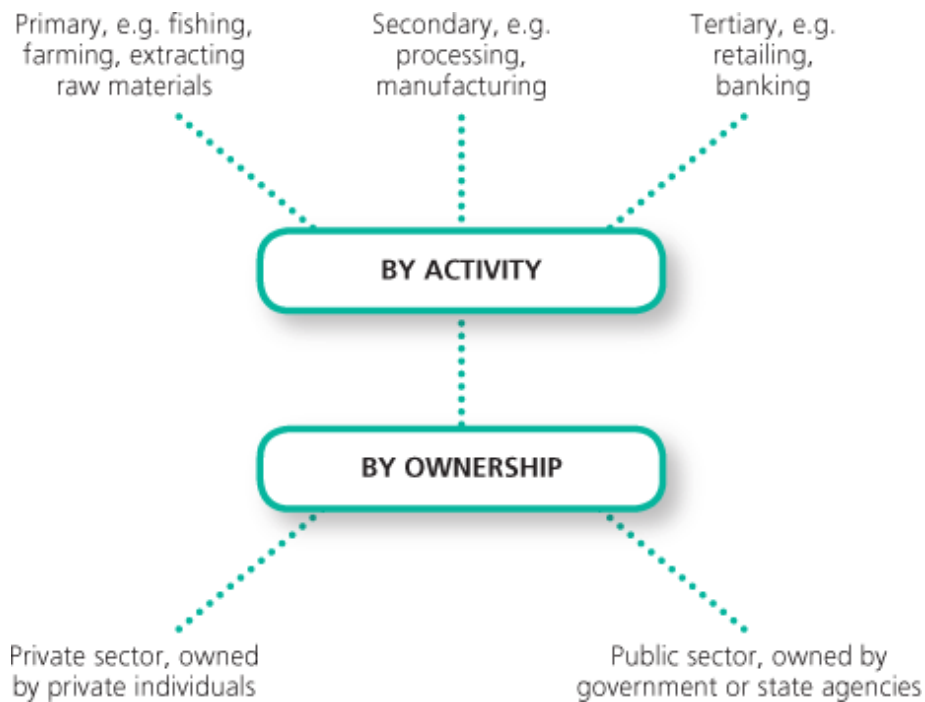 Primary, e.g. fishing,
farming, extracting
raw materials
Secondary, e.g.
processing,
manufacturing
Tertiary, e.g.
retailing,
banking
BY ACTIVITY
BY OWNERSHIP
Private sector, owned
by private individuals
Public sector, owned by
government or state agencies